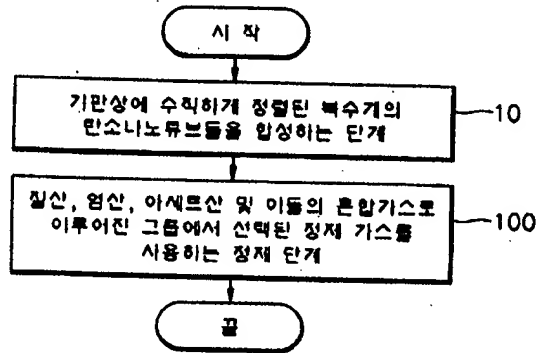 시 작
기판상에 수직하게 정렬된 복수개의
탄소나노튜브들을 합성하는 단계
10
질산, 염산, 아세트산 및 이들의 혼합가스로
이루어진 그룹에서 선택된 정제 가스를
사용하는 정제 단계
100
끝